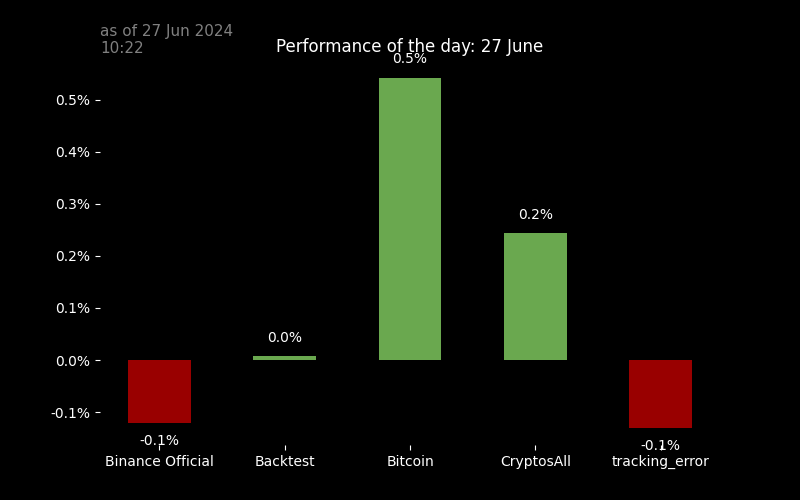 as of 27 Jun 2024
10:22
Performance of the day: 27 June
0.5%
0.5%
0.4%
0.3%
0.2%
0.2%
0.1%
0.0%
0.0%
-0.1%
-0.1%
-0.1%
Binance Official
Backtest
Bitcoin
CryptosAll
tracking_error